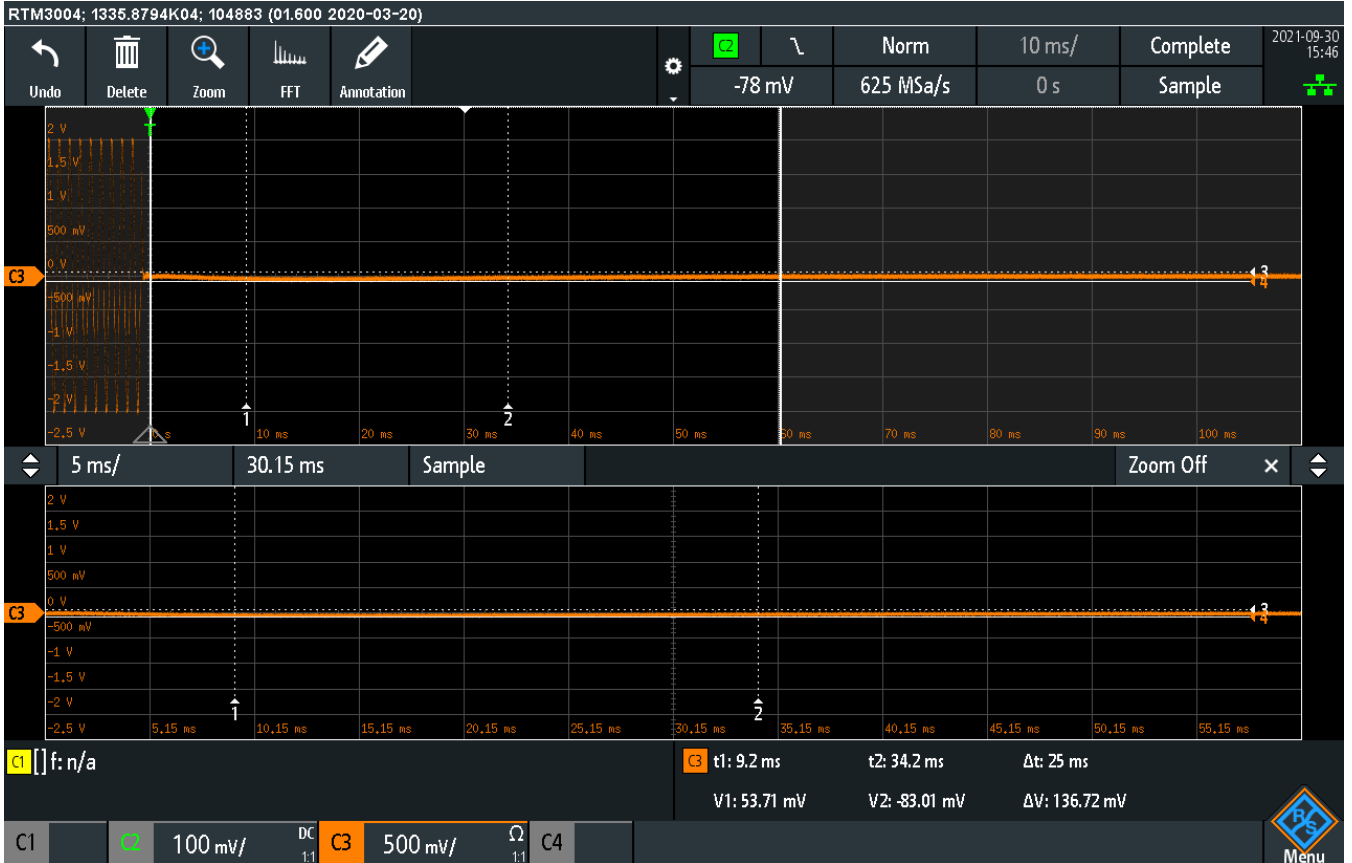 RTM3004; 1335.8794K04; 104883 (01.600 2020-03-20)
Undo Delete Zoom FFT Annotation
C2 Norm 10 ms/ Complete
-78 mV 625 MSa/s 0 s Sample
2021-09-30
15:46
2 V
1.5 V
1 V
500 mV
0 V
C3
3
4
-500 mV
-1 V
-1.5 V
-2 V
1 2
-2.5 V 0 s 10 ms 20 ms 30 ms 40 ms 50 ms 60 ms 70 ms 80 ms 90 ms 100 ms
5 ms/ 30.15 ms Sample Zoom Off
2 V
1.5 V
1 V
500 mV
0 V
C3
3
4
-500 mV
-1 V
-1.5 V
-2 V
1 2
-2.5 V 5.15 ms 10.15 ms 15.15 ms 20.15 ms 25.15 ms 30.15 ms 35.15 ms 40.15 ms 45.15 ms 50.15 ms 55.15 ms
C1 [] f: n/a
C3 t1: 9.2 ms t2: 34.2 ms Δt: 25 ms
V1: 53.71 mV V2: -83.01 mV ΔV: 136.72 mV
C1 C2 100 mV/ DC 1:1 C3 500 mV/ Ω 1:1 C4
R&S
Menu